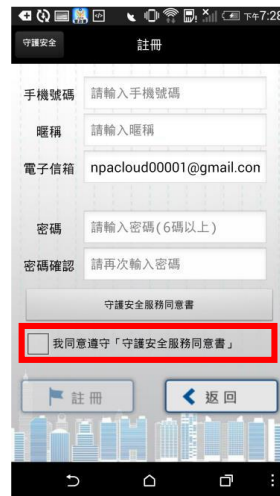 下午7:28
守護安全
註冊
手機號碼 請輸入手機號碼
暱稱 請輸入暱稱
電子信箱 npacloud00001@gmail.con
密碼 請輸入密碼(6碼以上)
密碼確認 請再次輸入密碼
守護安全服務同意書
我同意遵守「守護安全服務同意書」
註冊 返回